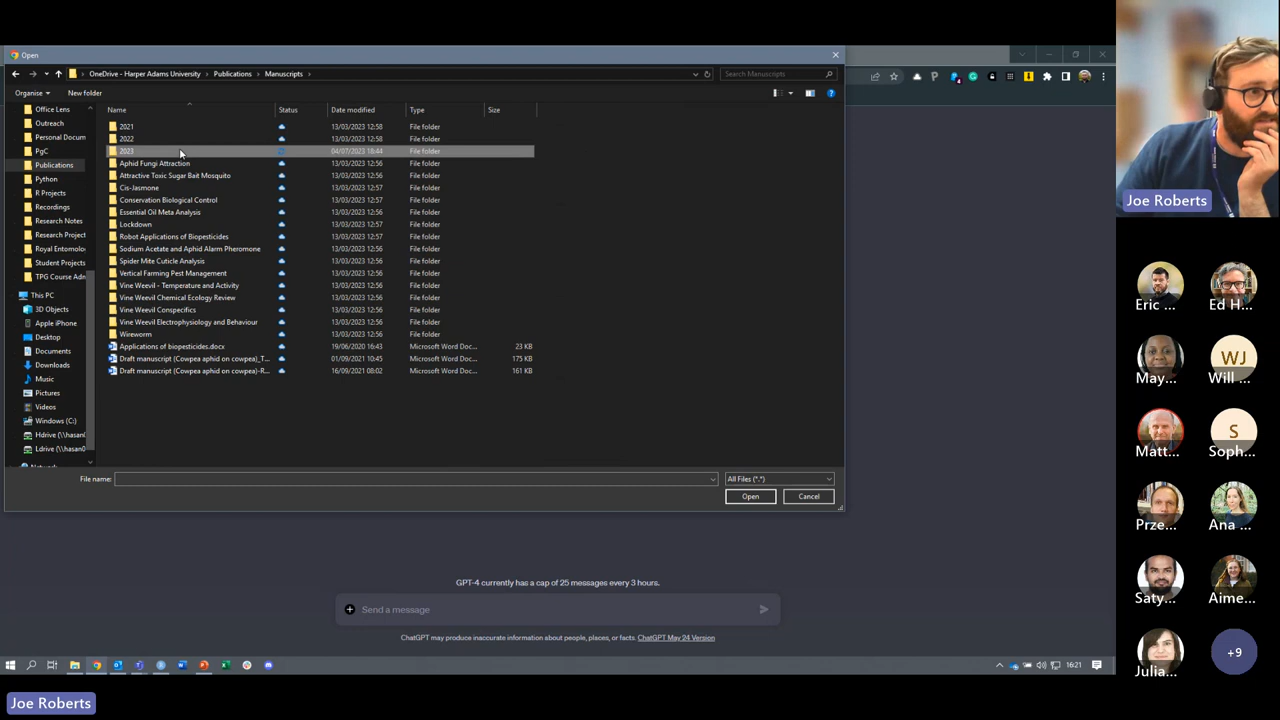 Open
OneDrive - Harper Adams University > Publications > Manuscripts >
Search Manuscripts
Organise
New folder
Name
Status
Date modified
Type
Size
Office Lens
Outreach
Personal Docum
PgC
Publications
Python
R Projects
Recordings
Research Notes
Research Project
Royal Entomolo
Student Projects
TPG Course Adn
This PC
3D Objects
Apple iPhone
Desktop
Documents
Downloads
Music
Pictures
Videos
Windows (C:)
Hdrive (\\hasan
Ldrive (\\hasan
2021 13/03/2023 12:58 File folder
2022 13/03/2023 12:58 File folder
2023 04/07/2023 18:44 File folder
Aphid Fungi Attraction 13/03/2023 12:56 File folder
Attractive Toxic Sugar Bait Mosquito 13/03/2023 12:56 File folder
Cis-Jasmone 13/03/2023 12:57 File folder
Conservation Biological Control 13/03/2023 12:57 File folder
Essential Oil Meta Analysis 13/03/2023 12:56 File folder
Lockdown 13/03/2023 12:57 File folder
Robot Applications of Biopesticides 13/03/2023 12:57 File folder
Sodium Acetate and Aphid Alarm Pheromone 13/03/2023 12:56 File folder
Spider Mite Cuticle Analysis 13/03/2023 12:56 File folder
Vertical Farming Pest Management 13/03/2023 12:56 File folder
Vine Weevil - Temperature and Activity 13/03/2023 12:56 File folder
Vine Weevil Chemical Ecology Review 13/03/2023 12:56 File folder
Vine Weevil Conspecifics 13/03/2023 12:56 File folder
Vine Weevil Electrophysiology and Behaviour 13/03/2023 12:56 File folder
Wireworm 13/03/2023 12:56 File folder
Applications of biopesticides.docx 19/06/2020 16:43 Microsoft Word Doc... 23 KB
Draft manuscript (Cowpea aphid on cowpea)_T... 01/09/2021 10:45 Microsoft Word Doc... 175 KB
Draft manuscript (Cowpea aphid on cowpea)-R... 16/09/2021 08:02 Microsoft Word Doc... 161 KB
File name:
All Files (*.*)
Open
Cancel
GPT-4 currently has a cap of 25 messages every 3 hours.
Send a message
ChatGPT may produce inaccurate information about people, places, or facts. ChatGPT May 24 Version
16:21
Joe Roberts
Joe Roberts
Eric ...
Ed H...
WJ
May...
Will ...
S
Matt...
Soph...
Prze...
Ana ...
Saty...
Aime...
Julia...
+9